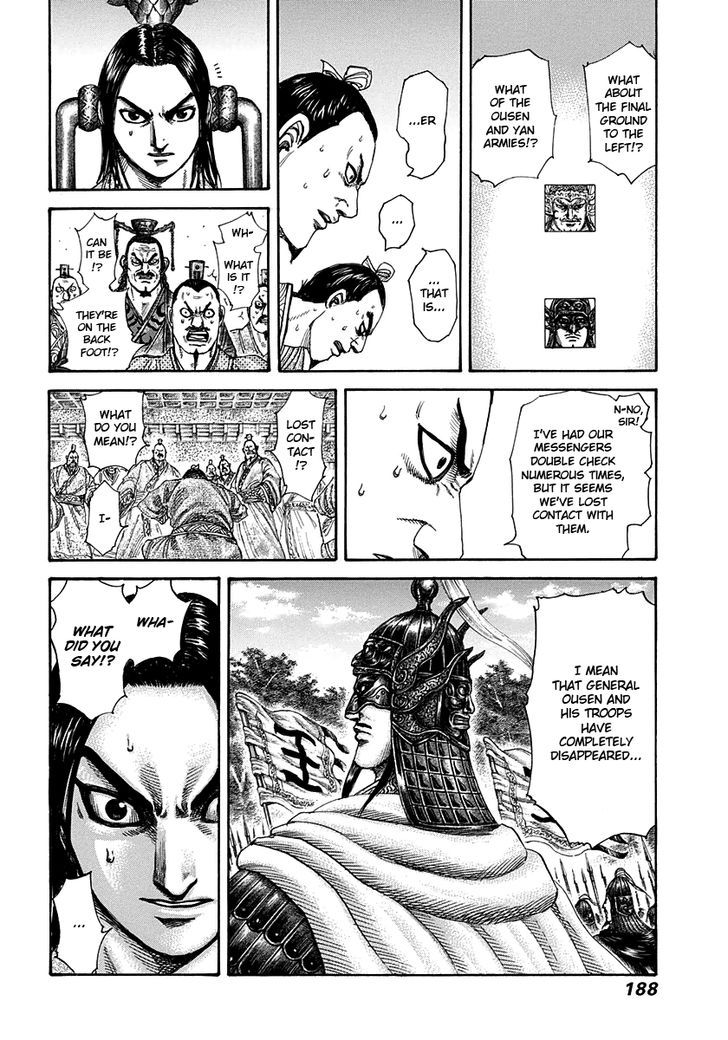 WHAT
ABOUT
THE FINAL
GROUND
TO THE
LEFT!?
WHAT
OF THE
OUSEN
AND YAN
ARMIES!?
...ER
...
...
THAT
IS...
WH-
WHAT
IS IT
!?
CAN
IT BE
!?
THEY'RE
ON THE
BACK
FOOT!?
N-NO,
SIR!
I'VE HAD OUR
MESSENGERS
DOUBLE CHECK
NUMEROUS TIMES,
BUT IT SEEMS
WE'VE LOST
CONTACT WITH
THEM.
LOST
CON-
TACT
!?
WHAT
DO YOU
MEAN!?
I-
I MEAN
THAT GENERAL
OUSEN AND
HIS TROOPS
HAVE
COMPLETELY
DISAPPEARED...
王
WHA-
WHAT
DID YOU
SAY!?
...
188